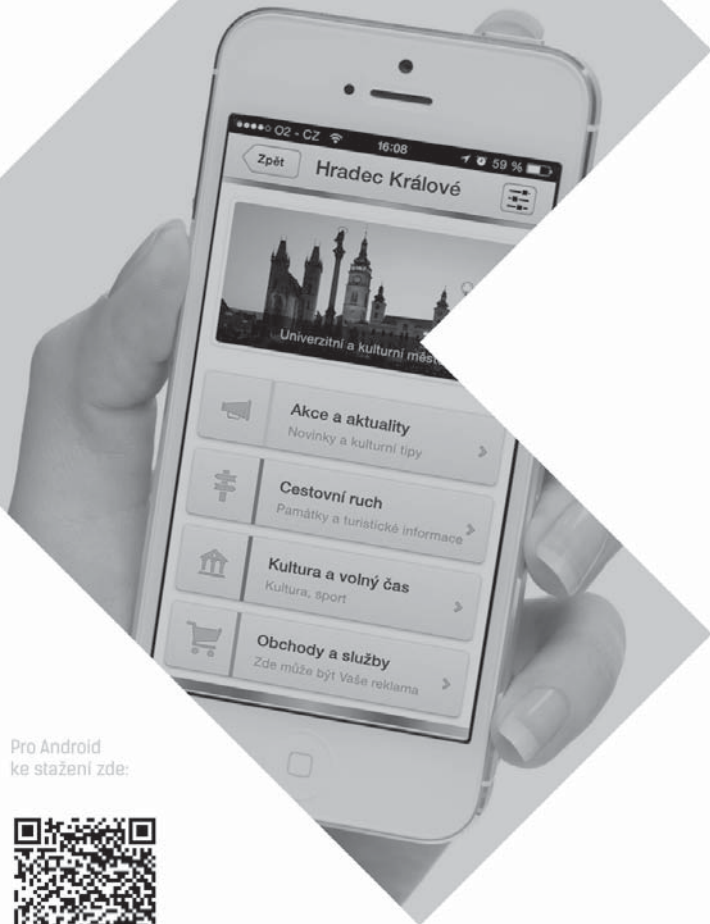 O2 - CZ 16:08 59 %
Zpět Hradec Králové
Univerzitní a kulturní měst
Akce a aktuality
Novinky a kulturní tipy
Cestovní ruch
Památky a turistické informace
Kultura a volný čas
Kultura, sport
Obchody a služby
Zde může být Vaše reklama
Pro Android
ke stažení zde: